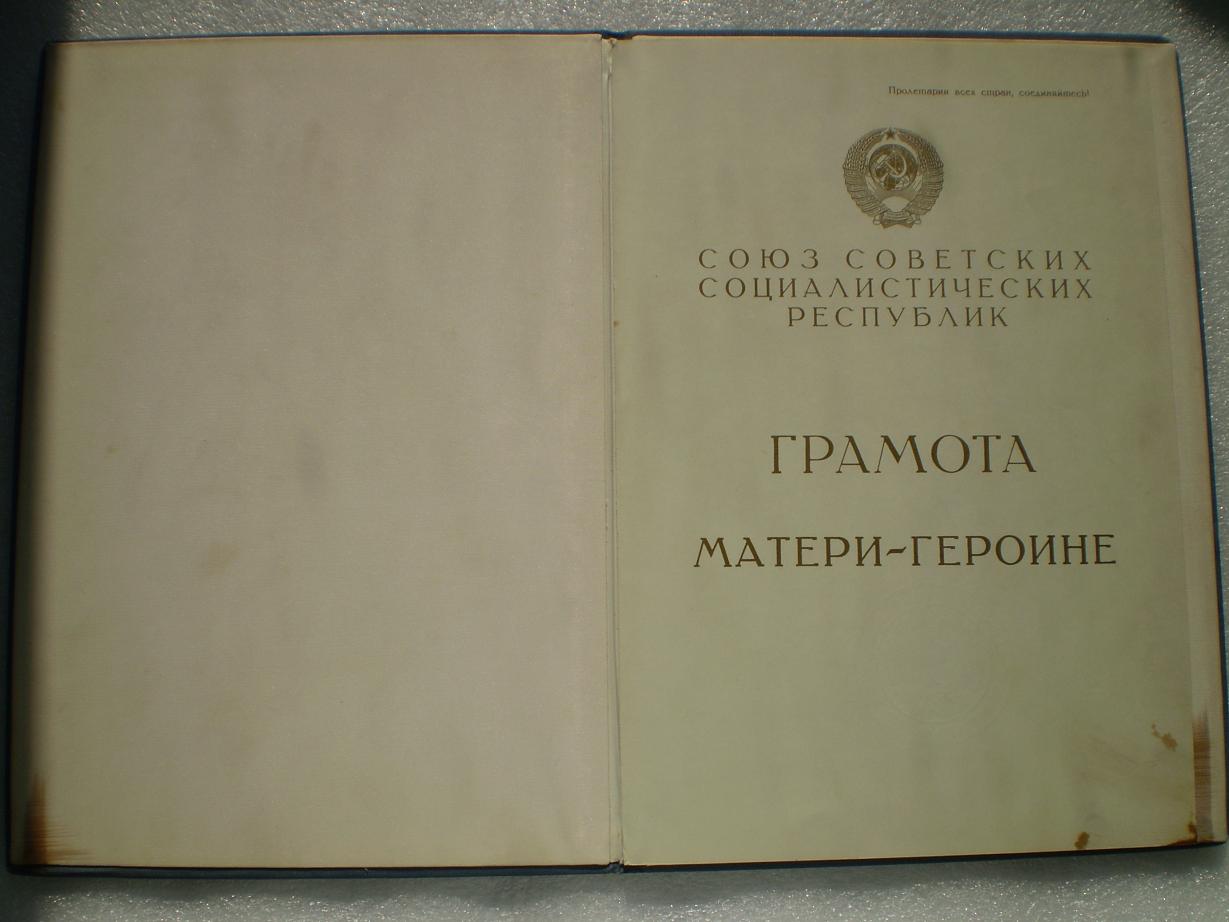 Пролетарии всех стран, соединяйтесь!
СОЮЗ СОВЕТСКИХ
СОЦИАЛИСТИЧЕСКИХ
РЕСПУБЛИК
ГРАМОТА
МАТЕРИ-ГЕРОИНЕ